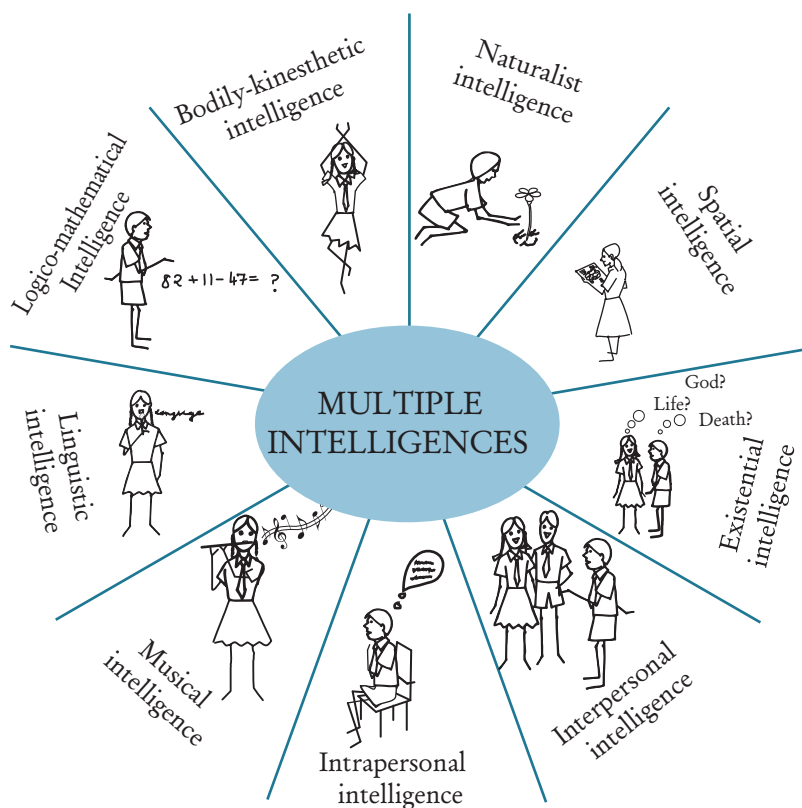 MULTIPLE
INTELLIGENCES
Naturalist
intelligence
Spatial
intelligence
God?
Life?
Death?
Existential
intelligence
Interpersonal
intelligence
Intrapersonal
intelligence
Musical
intelligence
Linguistic
intelligence
language
Logico-mathematical
Intelligence
82 + 11 - 47 = ?
Bodily-kinesthetic
intelligence